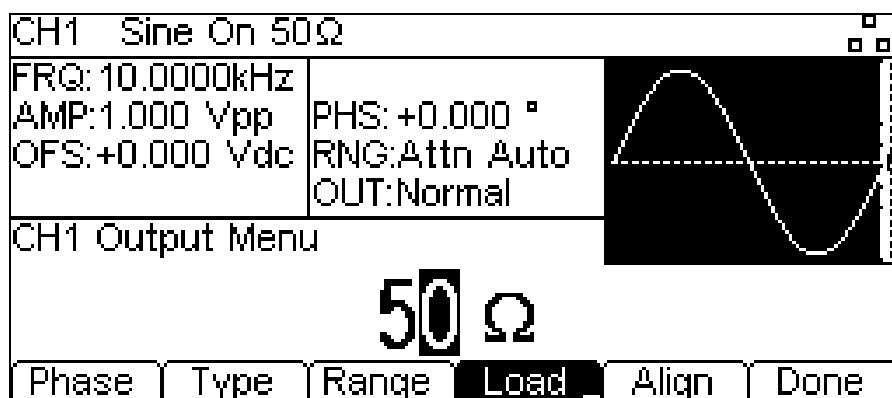 CH1 Sine On 50Ω
FRQ:10.0000kHz
AMP:1.000 Vpp
OFS:+0.000 Vdc
PHS:+0.000 °
RNG:Attn Auto
OUT:Normal
CH1 Output Menu
50 Ω
Phase Type Range Load Align Done